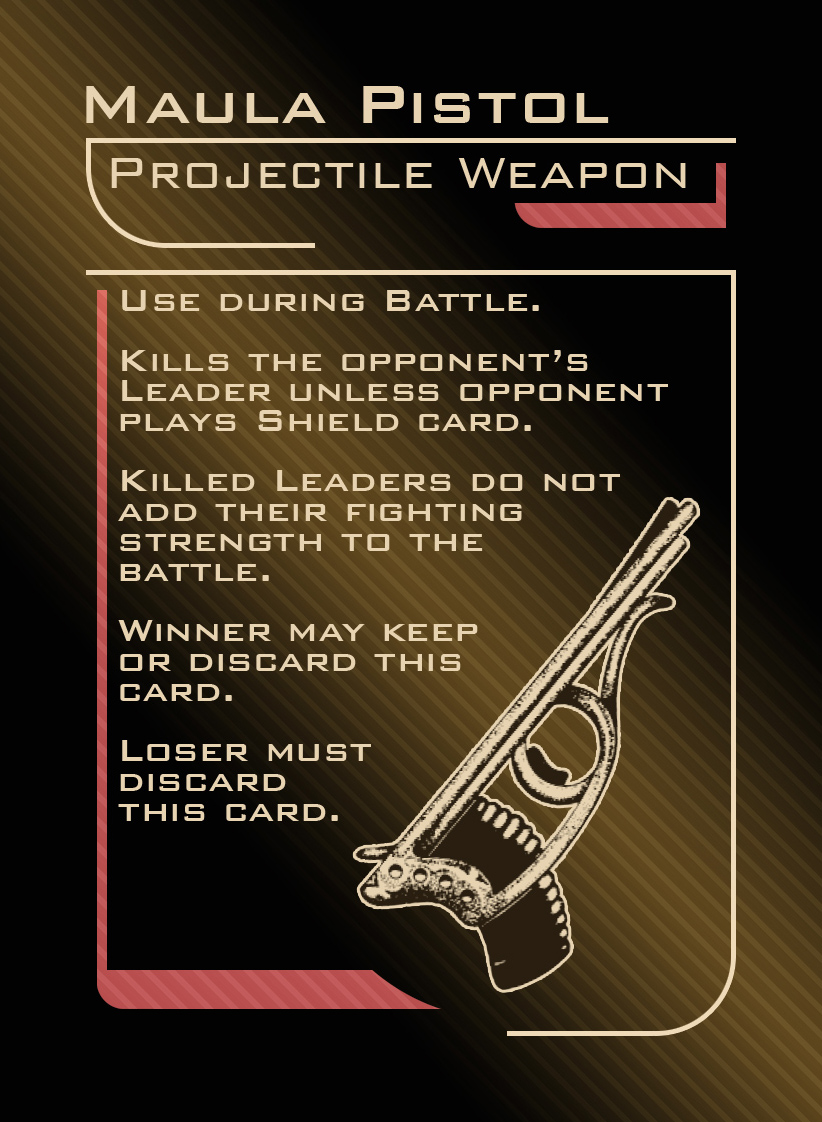 Maula Pistol
Projectile Weapon
Use during Battle.
Kills the opponent's
Leader unless opponent
plays Shield card.
Killed Leaders do not
add their fighting
strength to the
battle.
Winner may keep
or discard this
card.
Loser must
discard
this card.